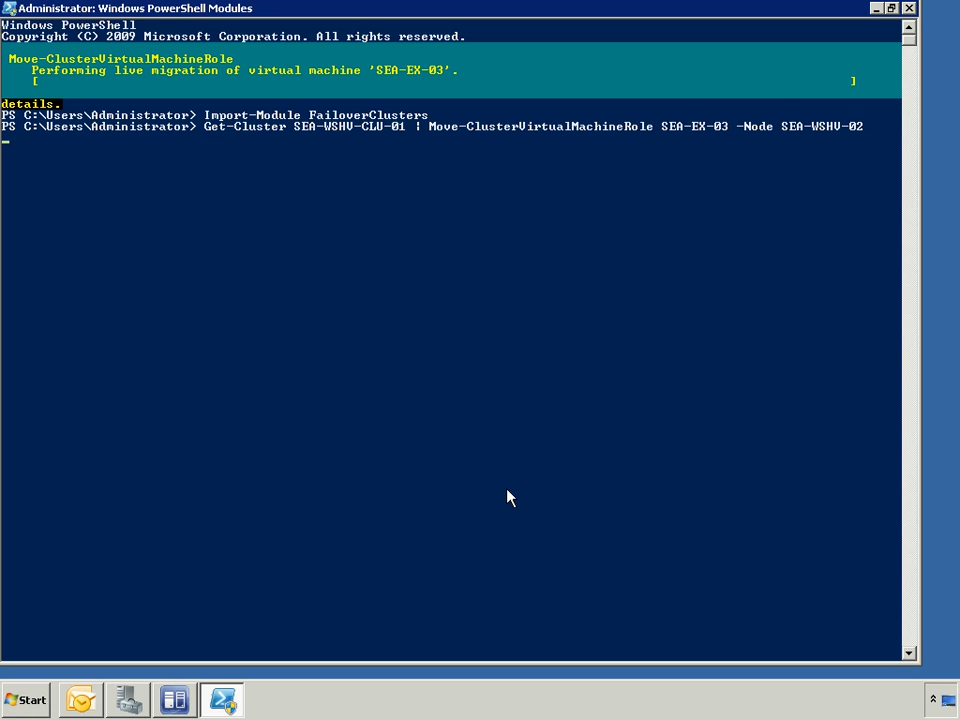 Administrator: Windows PowerShell Modules
Windows PowerShell
Copyright (C) 2009 Microsoft Corporation. All rights reserved.
Move-ClusterVirtualMachineRole
Performing live migration of virtual machine 'SEA-EX-03'.
[ ]
details.
PS C:\Users\Administrator> Import-Module FailoverClusters
PS C:\Users\Administrator> Get-Cluster SEA-WSHV-CLU-01 | Move-ClusterVirtualMachineRole SEA-EX-03 -Node SEA-WSHV-02
Start